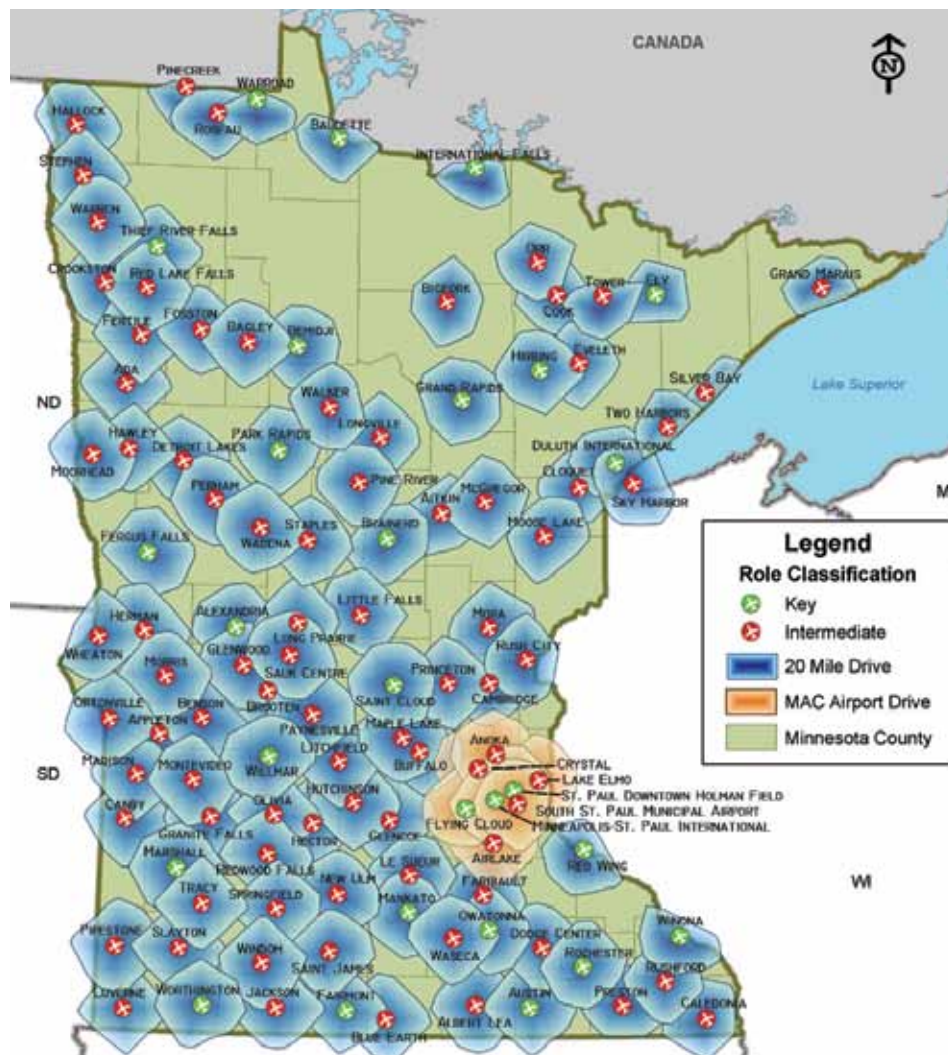 CANADA
N
PINECREEK
WARROAD
HALLOCK
ROSEAU
BAUDETTE
INTERNATIONAL FALLS
STEPHEN
WARREN
THIEF RIVER FALLS
ORR
CROOKSTON
RED LAKE FALLS
BIGFORK
TOWER
ELY
GRAND MARAIS
COOK
FERTILE
FOSSTON
BAGLEY
BEMIDJI
HIBBING
EVELETH
ADA
WALKER
GRAND RAPIDS
SILVER BAY
Lake Superior
ND
TWO HARBORS
HAWLEY
DETROIT LAKES
PARK RAPIDS
LONGVILLE
DULUTH INTERNATIONAL
MOORHEAD
CLOQUET
PERHAM
PINE RIVER
AITKIN
MCGREGOR
SKY HARBOR
M
FERGUS FALLS
WADENA
STAPLES
BRAINERD
MOOSE LAKE
Legend
Role Classification
Key
Intermediate
20 Mile Drive
MAC Airport Drive
Minnesota County
HERMAN
ALEXANDRIA
LITTLE FALLS
MORA
WHEATON
LONG PRAIRIE
RUSH CITY
MORRIS
GLENWOOD
SAUK CENTRE
PRINCETON
SAINT CLOUD
CAMBRIDGE
ORTONVILLE
APPLETON
BENSON
BROOTEN
PAYNESVILLE
MAPLE LAKE
LITCHFIELD
BUFFALO
ANOKA
CRYSTAL
SD
MADISON
MONTEVIDEO
WILLMAR
LAKE ELMO
ST. PAUL DOWNTOWN HOLMAN FIELD
CANBY
OLIVIA
HUTCHINSON
SOUTH ST. PAUL MUNICIPAL AIRPORT
GRANITE FALLS
HECTOR
GLENCOE
FLYING CLOUD
MINNEAPOLIS-ST. PAUL INTERNATIONAL
MARSHALL
REDWOOD FALLS
LE SUEUR
AIRLAKE
RED WING
WI
TRACY
SPRINGFIELD
NEW ULM
MANKATO
FARIBAULT
OWATONNA
WINONA
PIPESTONE
SLAYTON
WINDOM
SAINT JAMES
WASECA
DODGE CENTER
ROCHESTER
RUSHFORD
LUVERNE
WORTHINGTON
JACKSON
FAIRMONT
BLUE EARTH
ALBERT LEA
AUSTIN
PRESTON
CALEDONIA